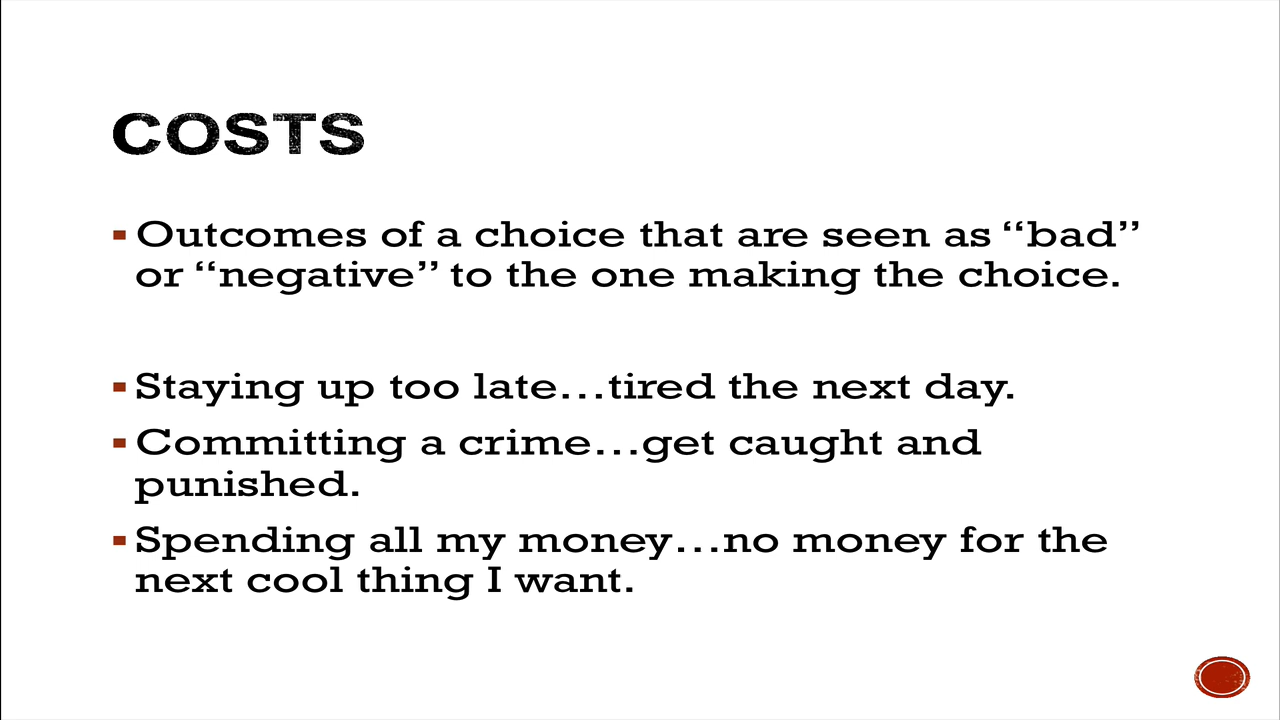 COSTS
▪Outcomes of a choice that are seen as “bad”
or “negative” to the one making the choice.
▪Staying up too late…tired the next day.
▪Committing a crime…get caught and
punished.
▪Spending all my money…no money for the
next cool thing I want.